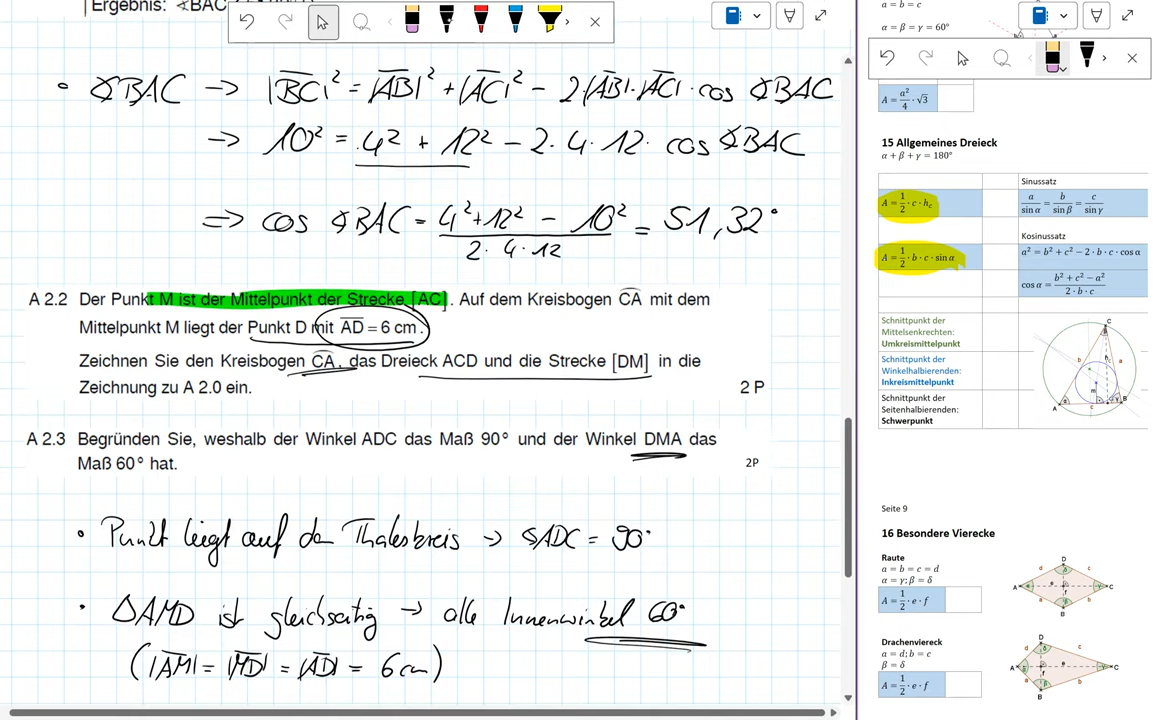 Ergebnis: ∢BAC
• ∢BAC → |BC|² = |AB|² + |AC|² - 2·|AB|·|AC| · cos ∢BAC
→ 10² = 4² + 12² - 2 · 4 · 12 · cos ∢BAC
=> cos ∢BAC = (4² + 12² - 10²) / (2 · 4 · 12) = 51,32°
A 2.2 Der Punkt M ist der Mittelpunkt der Strecke [AC]. Auf dem Kreisbogen CA mit dem
Mittelpunkt M liegt der Punkt D mit AD = 6 cm.
Zeichnen Sie den Kreisbogen CA, das Dreieck ACD und die Strecke [DM] in die
Zeichnung zu A 2.0 ein. 2 P
A 2.3 Begründen Sie, weshalb der Winkel ADC das Maß 90° und der Winkel DMA das
Maß 60° hat. 2P
• Punkt liegt auf dem Thaleskreis → ∢ADC = 90°
• ΔAMD ist gleichseitig → alle Innenwinkel 60°
(|AM| = |MD| = |AD| = 6 cm)
a = b = c
α = β = γ = 60°
A = a²/4 · √3
15 Allgemeines Dreieck
α + β + γ = 180°
Sinussatz
A = 1/2 · c · h_c
a/sin α = b/sin β = c/sin γ
Kosinussatz
A = 1/2 · b · c · sin α
a² = b² + c² − 2 · b · c · cos α
cos α = (b² + c² − a²) / (2 · b · c)
Schnittpunkt der
Mittelsenkrechten:
Umkreismittelpunkt
Schnittpunkt der
Winkelhalbierenden:
Inkreismittelpunkt
Schnittpunkt der
Seitenhalbierenden:
Schwerpunkt
C
b
a
A
c
B
Seite 9
16 Besondere Vierecke
Raute
a = b = c = d
α = γ; β = δ
A = 1/2 · e · f
D
d
c
A
e
C
f
a
b
B
Drachenviereck
a = d; b = c
β = δ
A = 1/2 · e · f
D
d
c
A
e
C
f
a
b
B